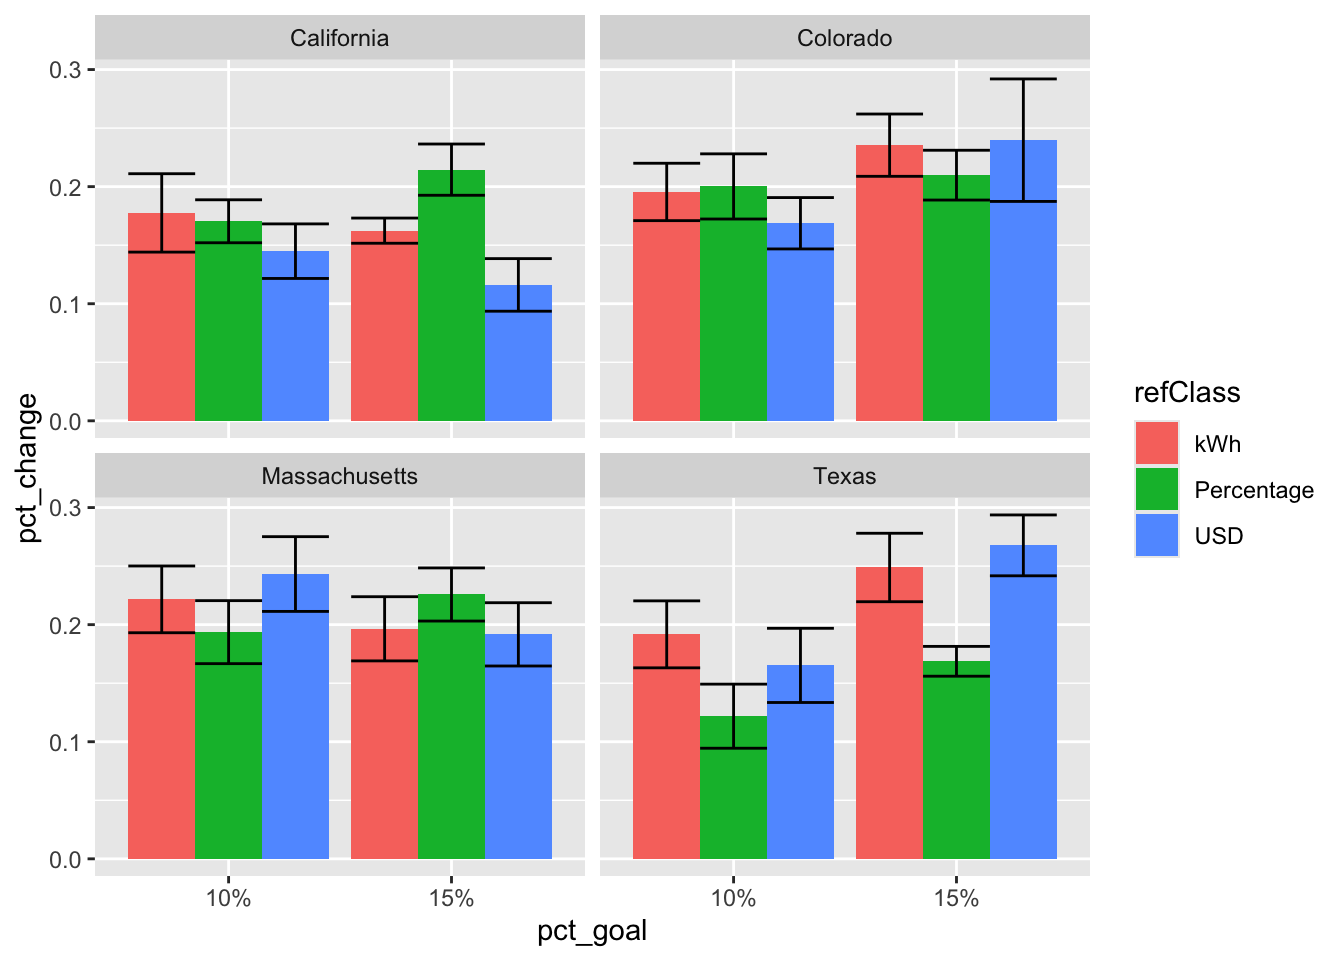 California
Colorado
0.3
0.2
0.1
0.0
Massachusetts
Texas
0.3
0.2
0.1
0.0
10%
15%
10%
15%
pct_goal
pct_change
refClass
kWh
Percentage
USD